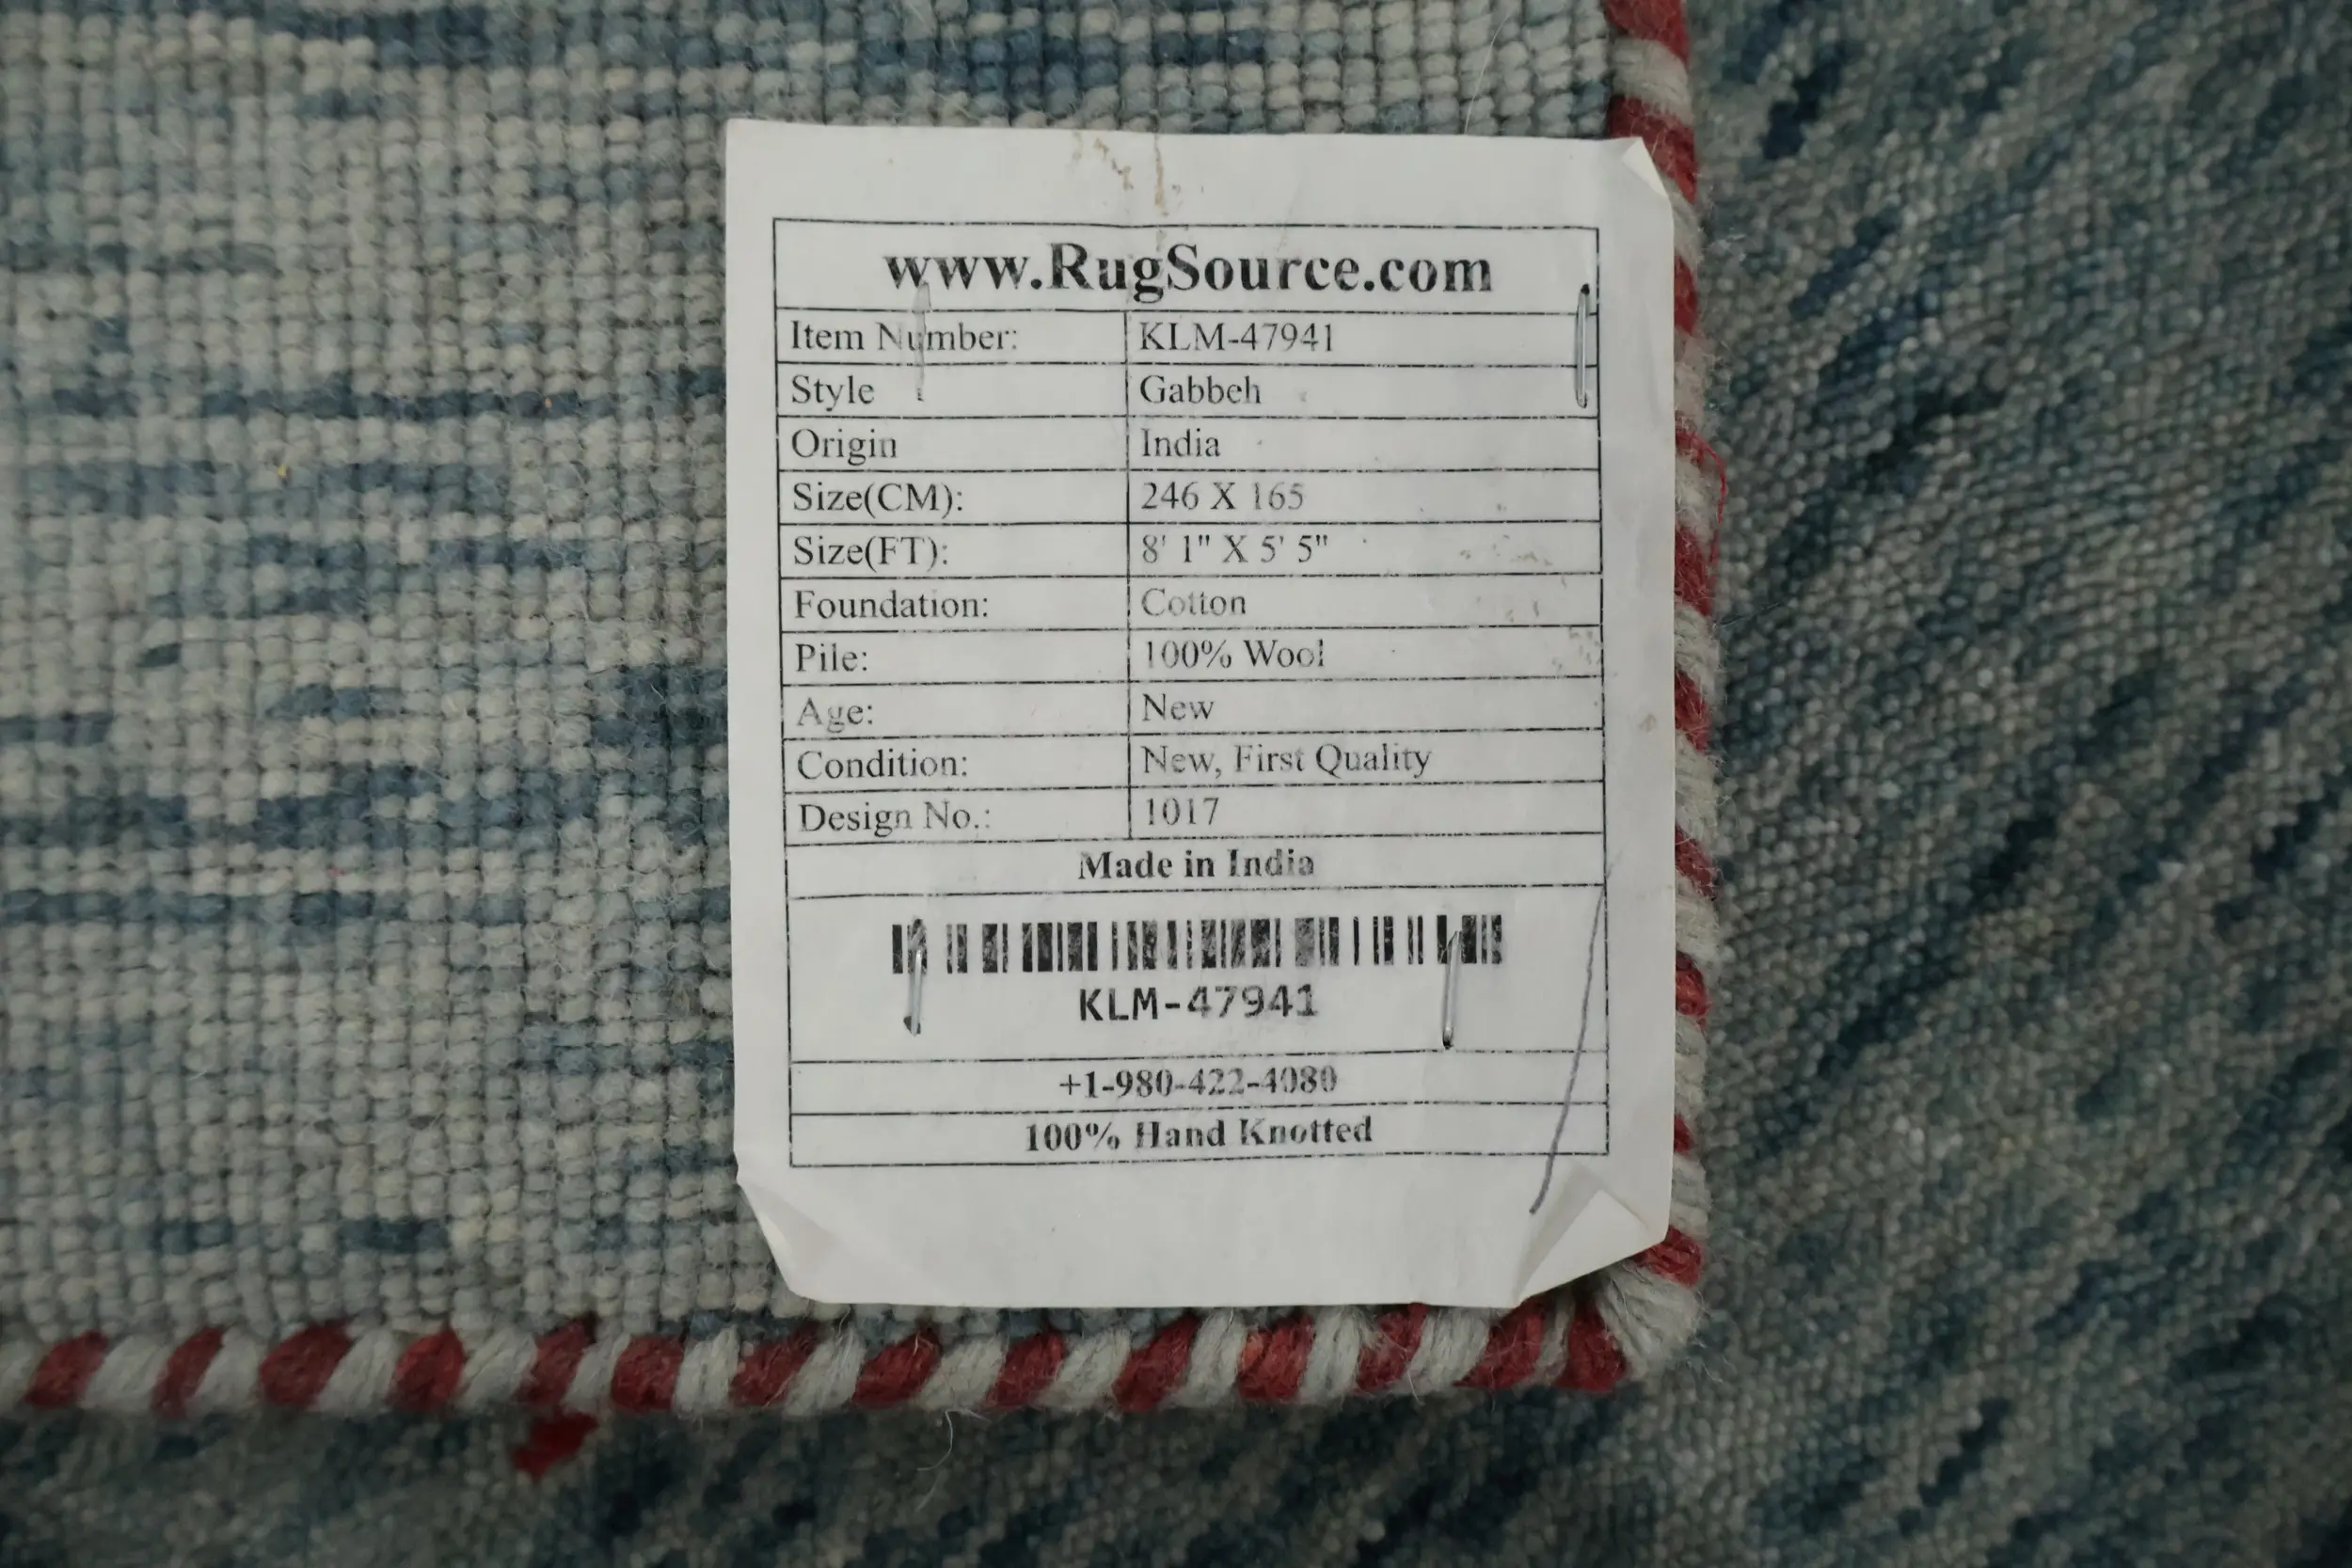 www.RugSource.com
Item Number: KLM-47941
Style Gabbeh
Origin India
Size(CM): 246 X 165
Size(FT): 8' 1" X 5' 5"
Foundation: Cotton
Pile: 100% Wool
Age: New
Condition: New, First Quality
Design No.: 1017
Made in India
KLM-47941
+1-980-422-4080
100% Hand Knotted